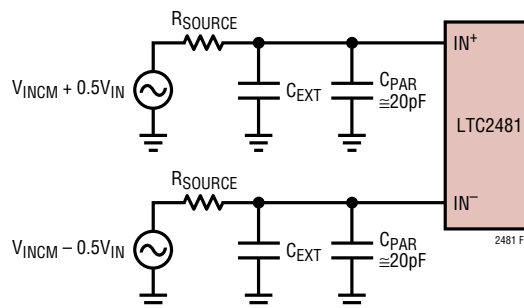 RSOURCE
IN+
VINCM + 0.5VIN
CEXT
CPAR
≅20pF
LTC2481
RSOURCE
IN–
VINCM – 0.5VIN
CEXT
CPAR
≅20pF
2481 F